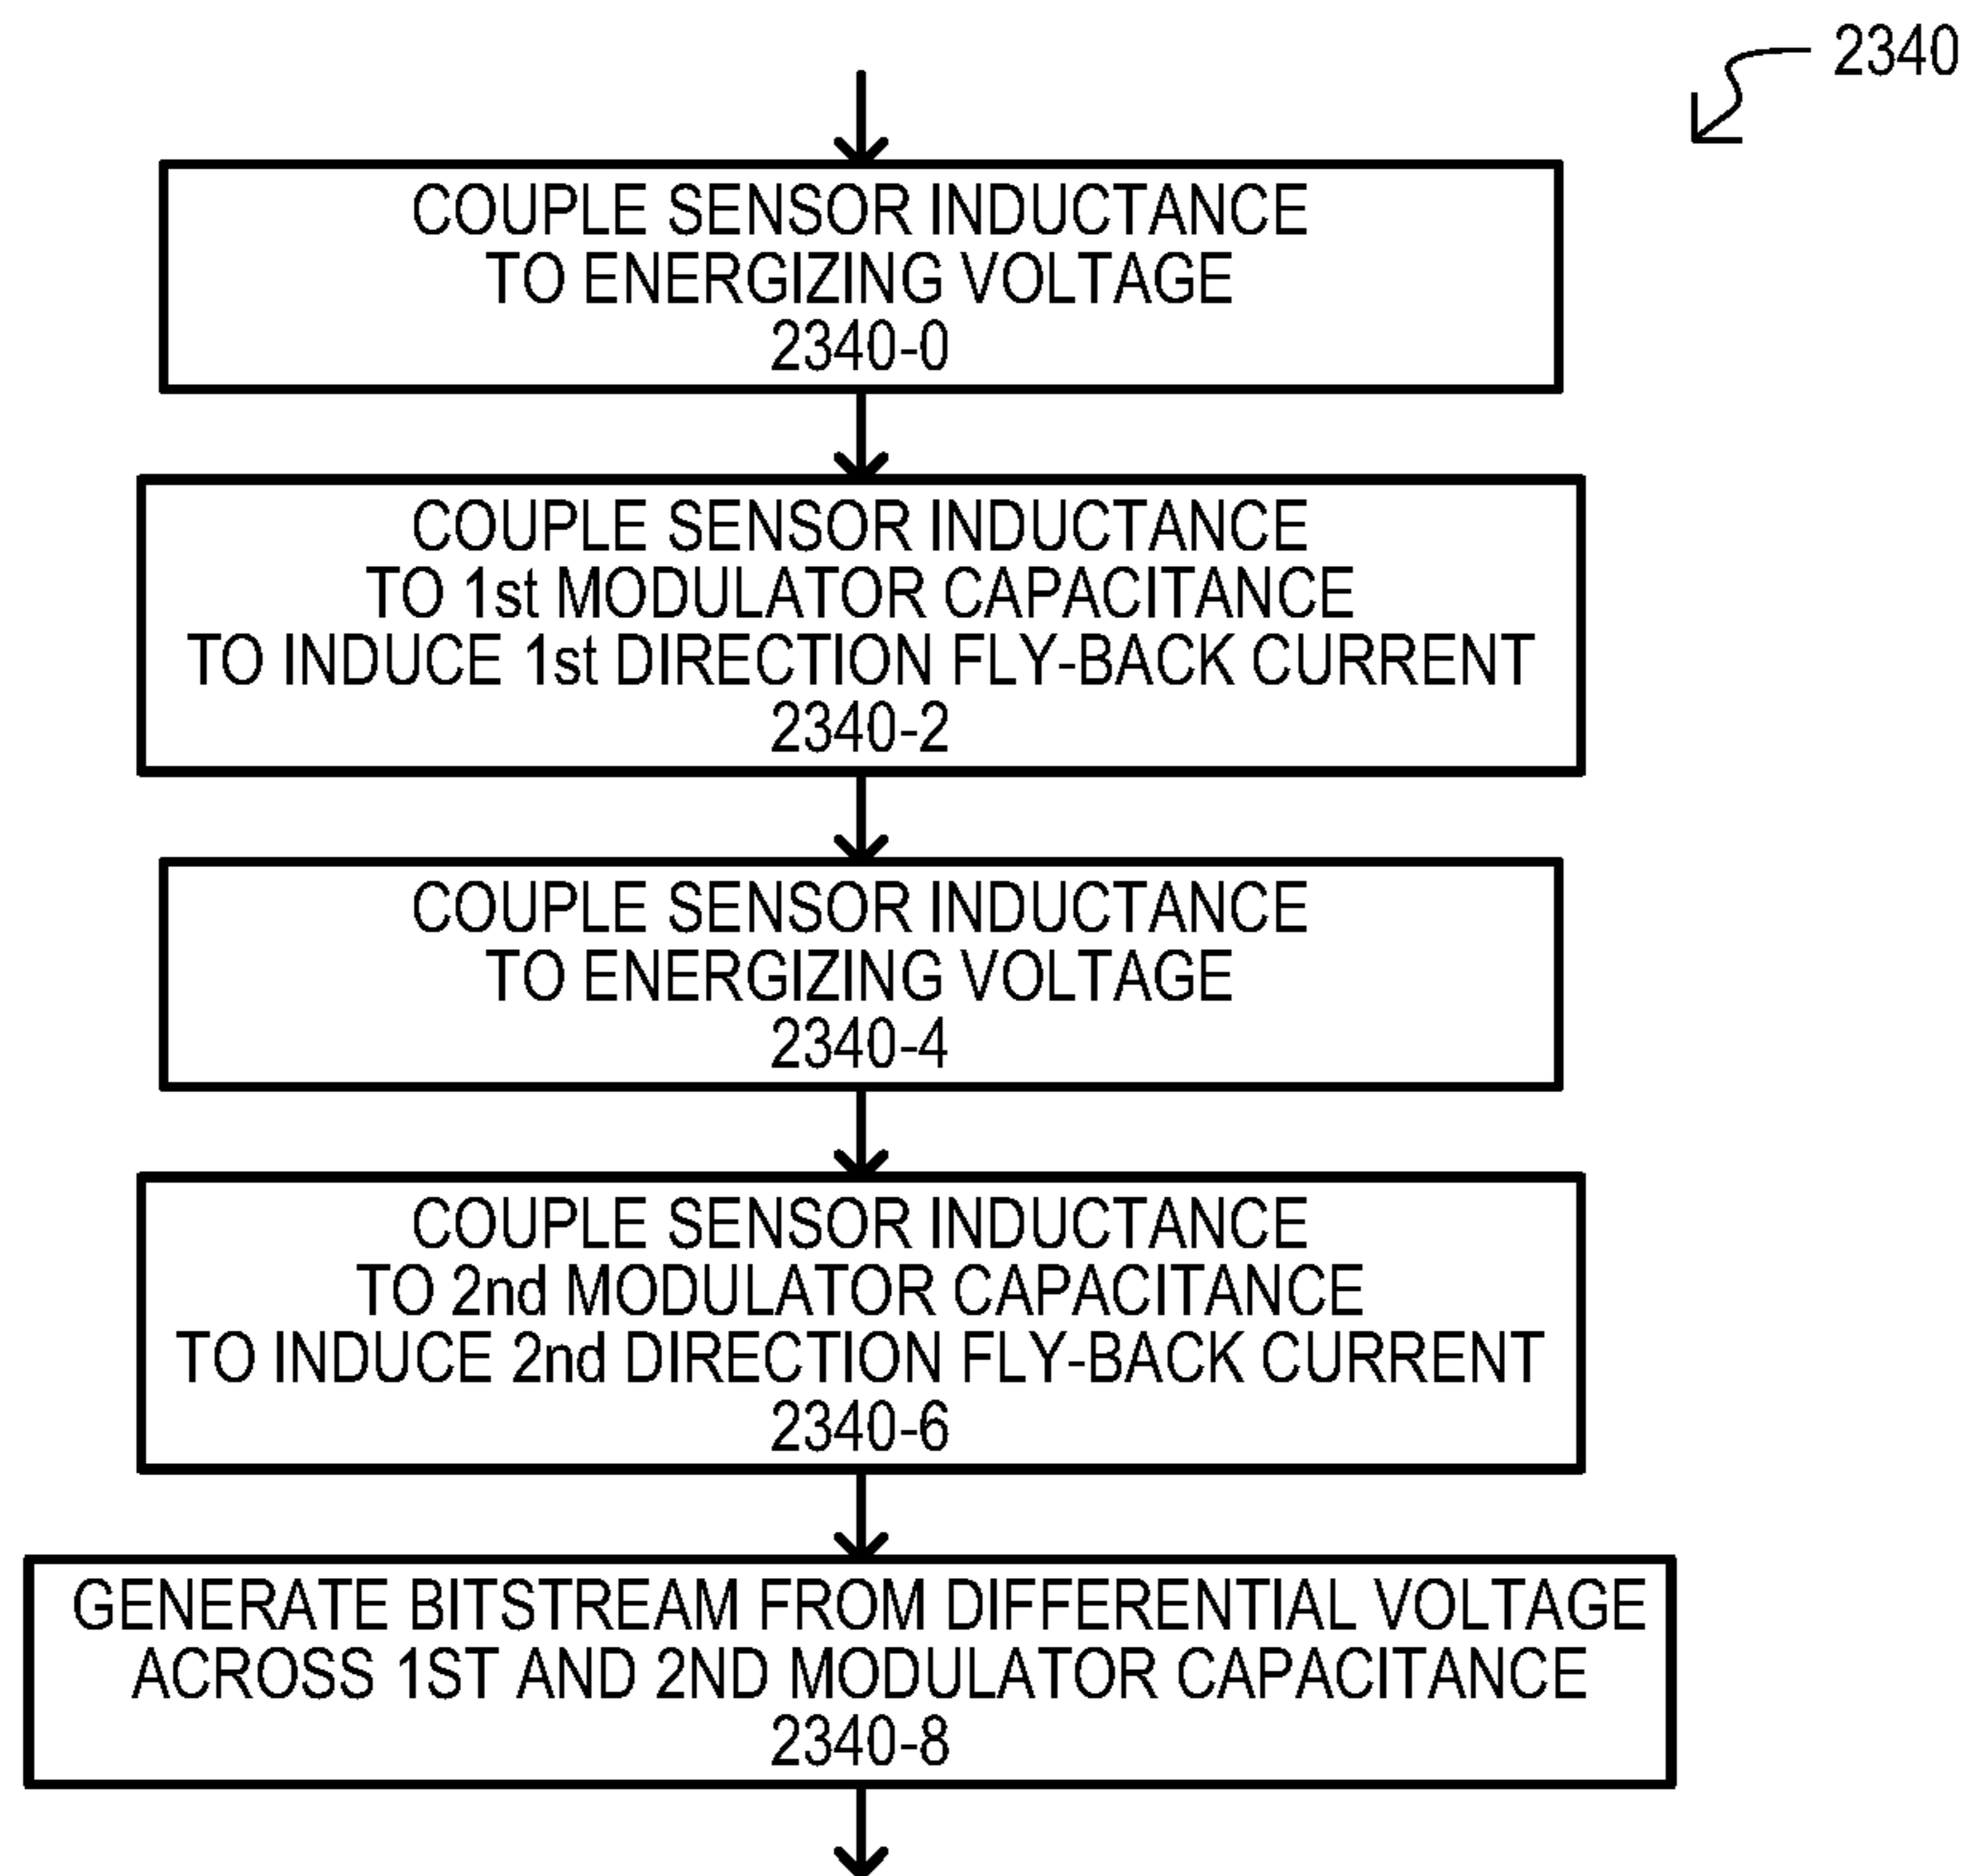 2340
COUPLE SENSOR INDUCTANCE
TO ENERGIZING VOLTAGE
2340-0
COUPLE SENSOR INDUCTANCE
TO 1st MODULATOR CAPACITANCE
TO INDUCE 1st DIRECTION FLY-BACK CURRENT
2340-2
COUPLE SENSOR INDUCTANCE
TO ENERGIZING VOLTAGE
2340-4
COUPLE SENSOR INDUCTANCE
TO 2nd MODULATOR CAPACITANCE
TO INDUCE 2nd DIRECTION FLY-BACK CURRENT
2340-6
GENERATE BITSTREAM FROM DIFFERENTIAL VOLTAGE
ACROSS 1ST AND 2ND MODULATOR CAPACITANCE
2340-8